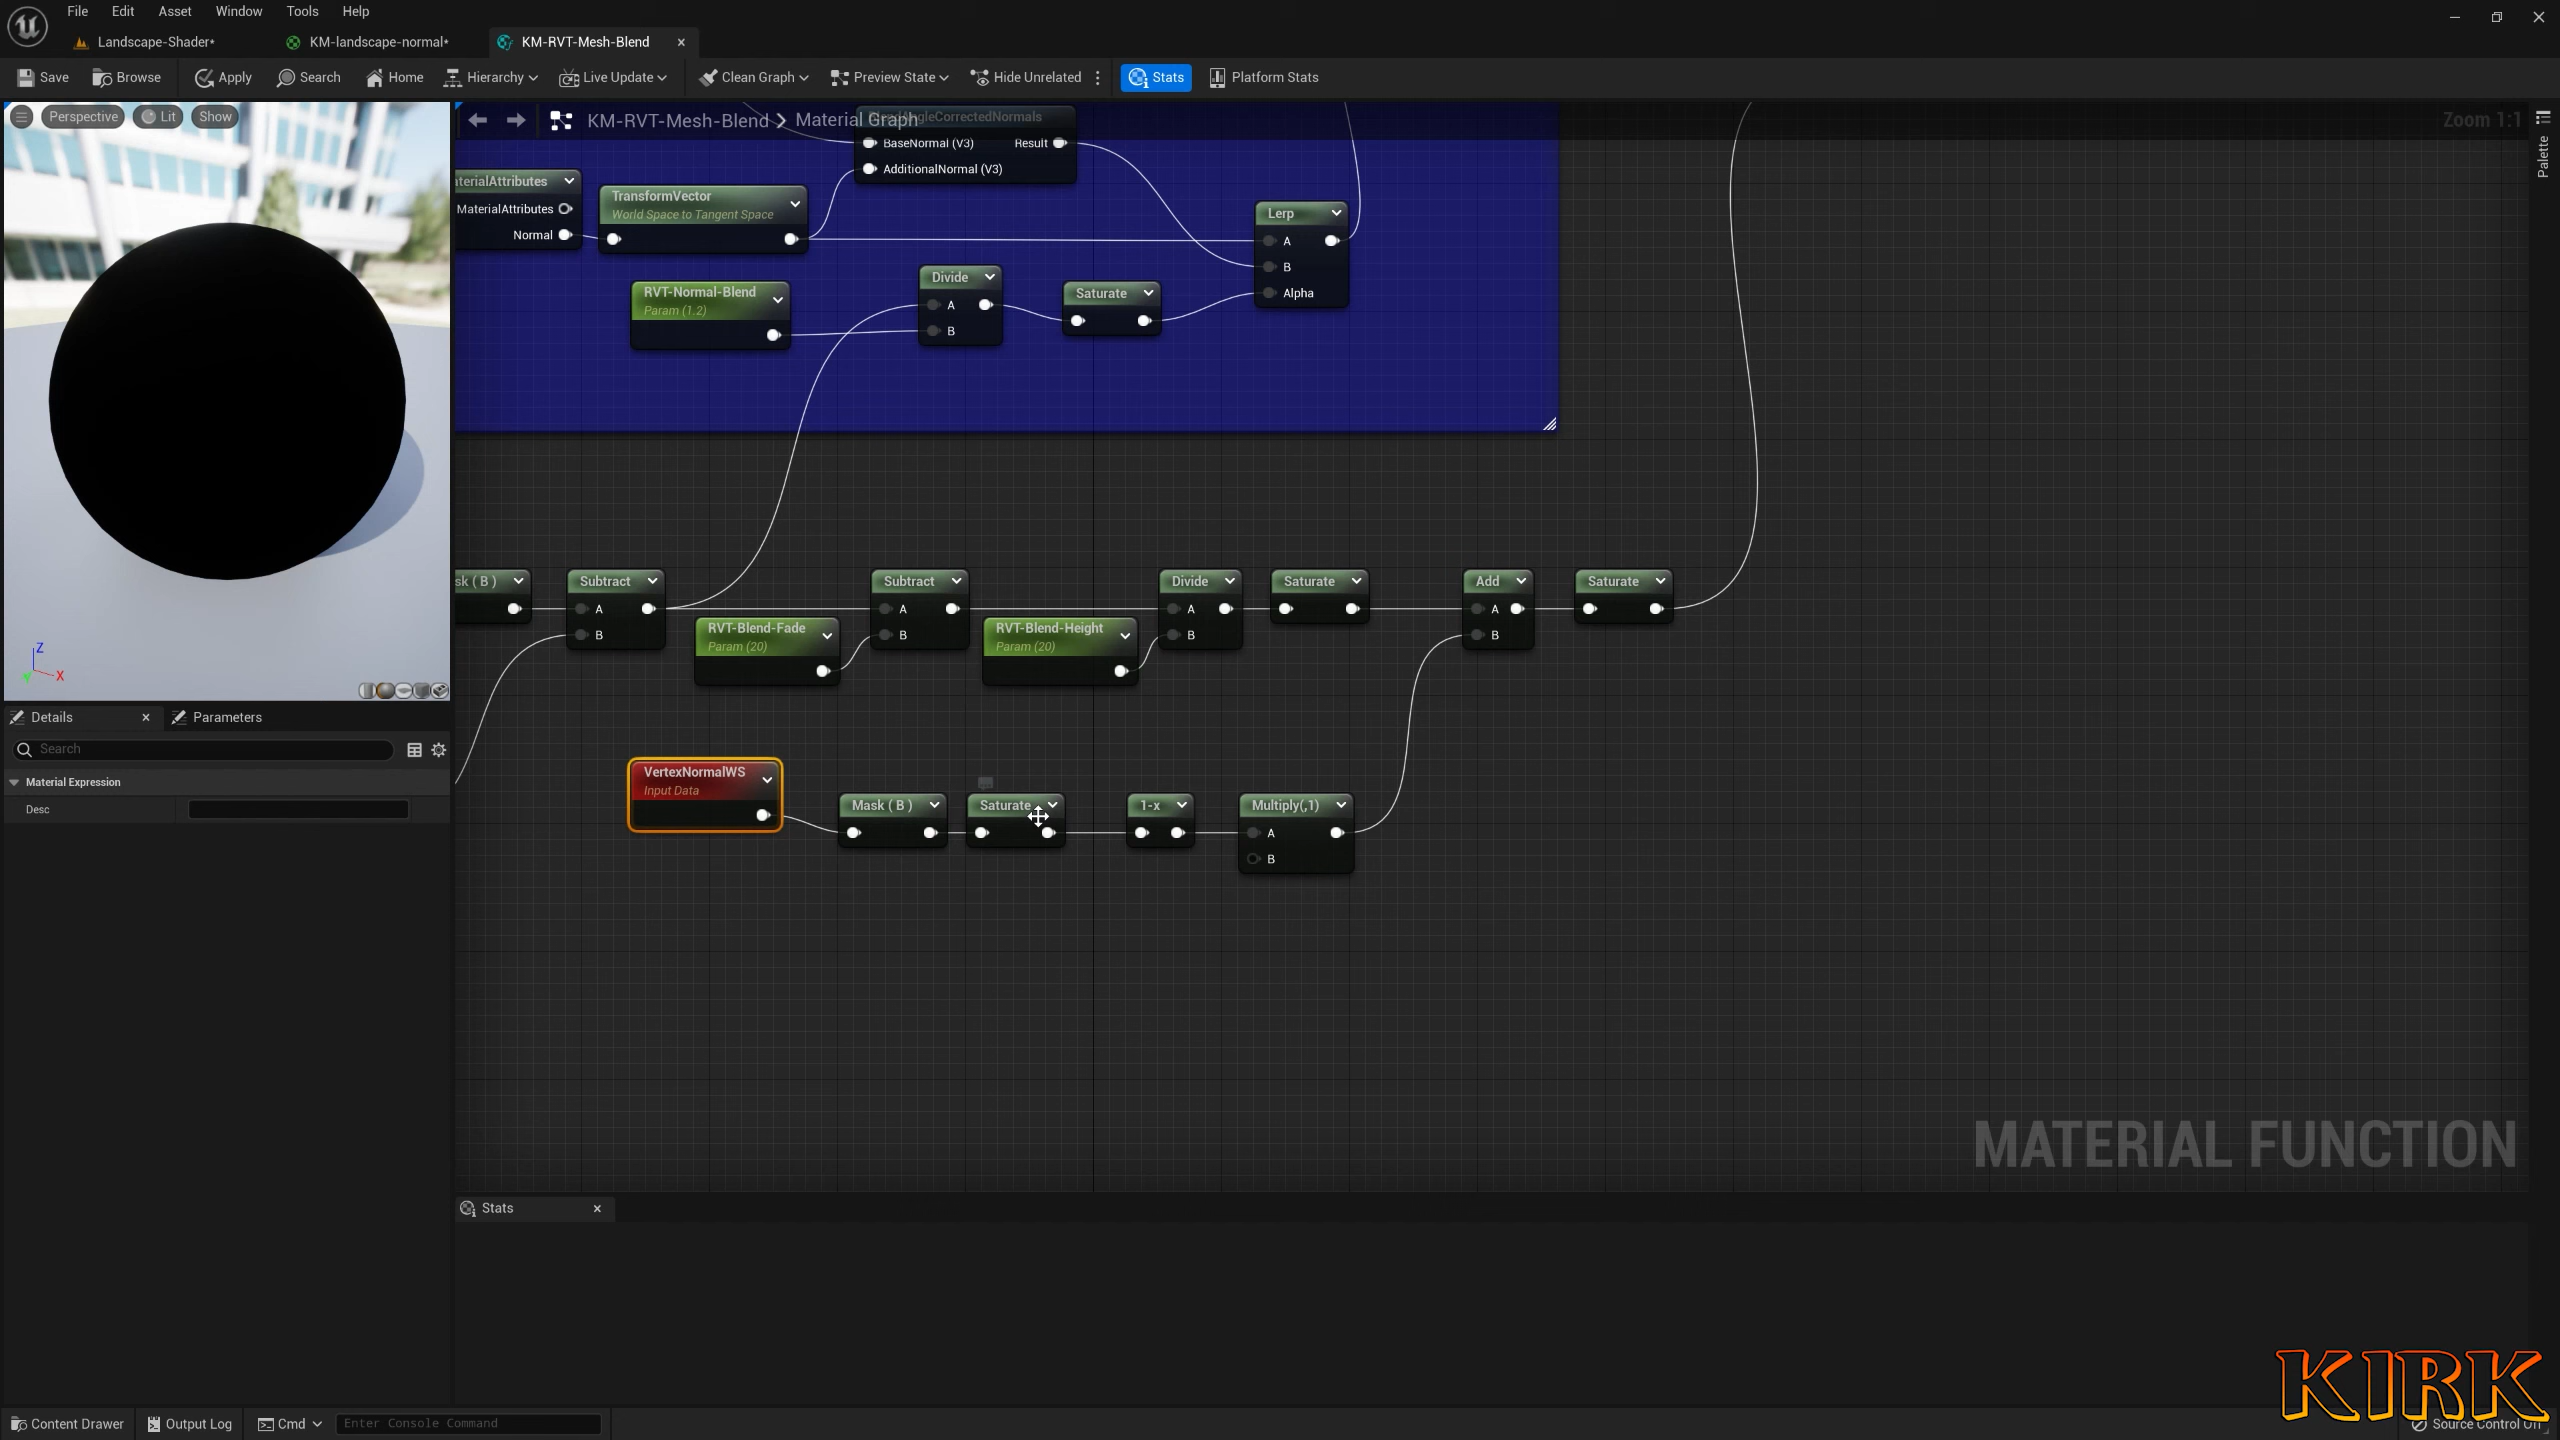 File Edit Asset Window Tools Help
Landscape-Shader*
KM-landscape-normal*
KM-RVT-Mesh-Blend
Save Browse Apply Search Home Hierarchy Live Update Clean Graph Preview State Hide Unrelated Stats Platform Stats
Perspective Lit Show
KM-RVT-Mesh-Blend > Material Graph
AngleCorrectedNormals
Zoom 1:1
Palette
BaseNormal (V3) Result
AdditionalNormal (V3)
aterialAttributes
MaterialAttributes
Normal
TransformVector
World Space to Tangent Space
Lerp
A
B
Alpha
RVT-Normal-Blend
Param (1.2)
Divide
A
B
Saturate
sk ( B )
Subtract
A
B
RVT-Blend-Fade
Param (20)
Subtract
A
B
RVT-Blend-Height
Param (20)
Divide
A
B
Saturate
Add
A
B
Saturate
Z
X
Y
Details
Parameters
Search
Material Expression
Desc
VertexNormalWS
Input Data
Mask ( B )
Saturate
1-x
Multiply(,1)
A
B
MATERIAL FUNCTION
Stats
KIRK
Content Drawer Output Log Cmd Enter Console Command
Source Control Off